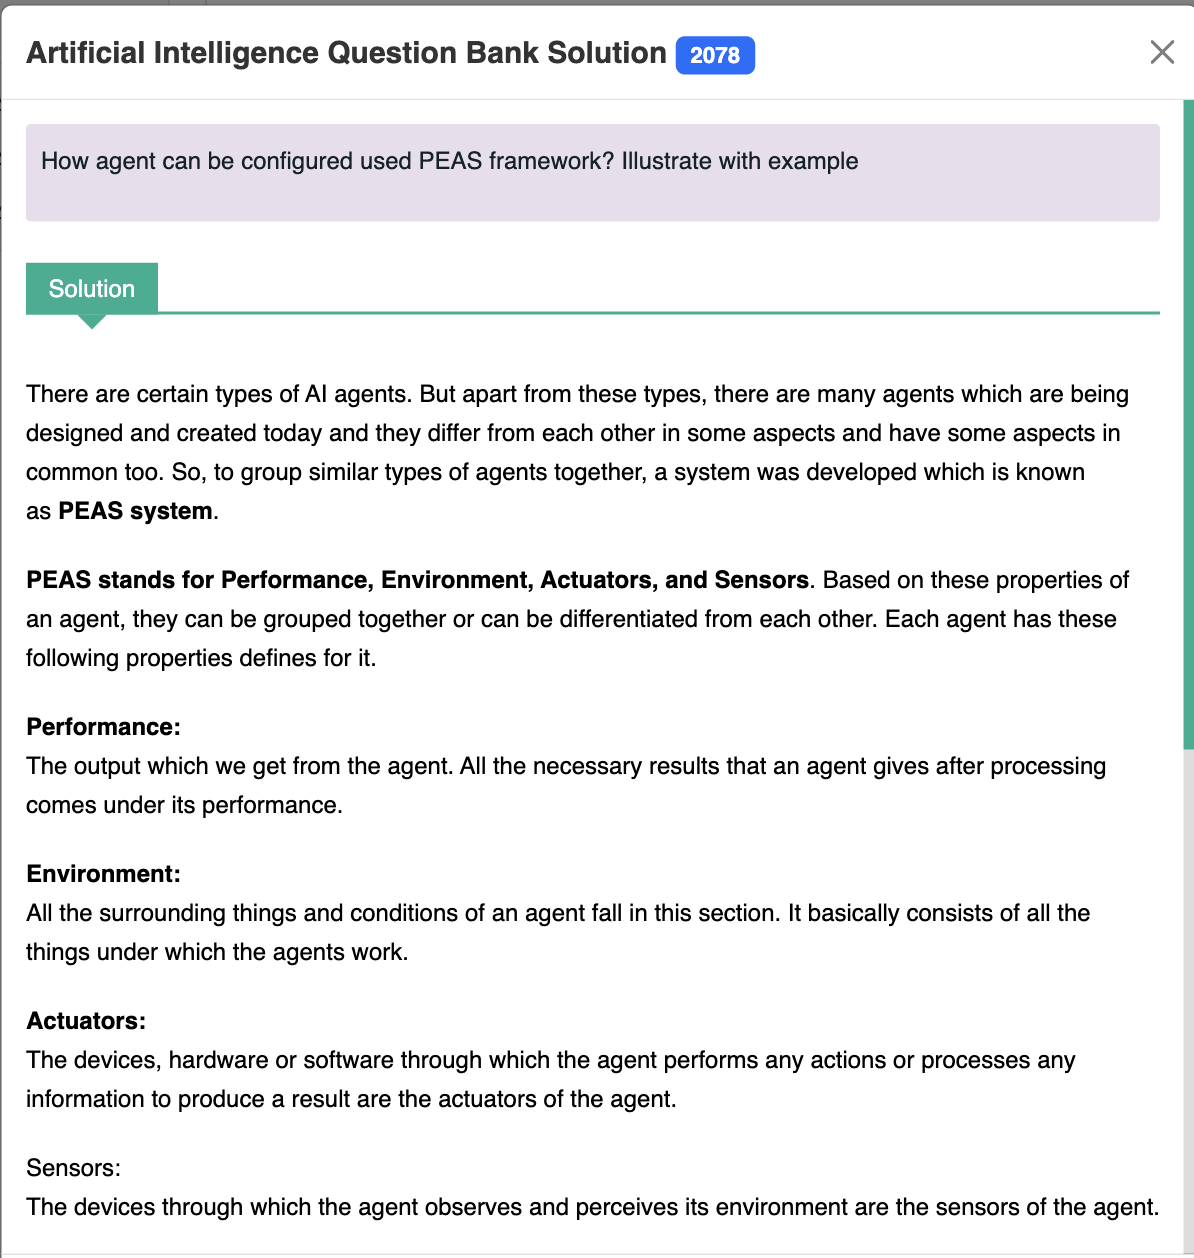 Artificial Intelligence Question Bank Solution 2078
How agent can be configured used PEAS framework? Illustrate with example
Solution
There are certain types of AI agents. But apart from these types, there are many agents which are being
designed and created today and they differ from each other in some aspects and have some aspects in
common too. So, to group similar types of agents together, a system was developed which is known
as PEAS system.
PEAS stands for Performance, Environment, Actuators, and Sensors. Based on these properties of
an agent, they can be grouped together or can be differentiated from each other. Each agent has these
following properties defines for it.
Performance:
The output which we get from the agent. All the necessary results that an agent gives after processing
comes under its performance.
Environment:
All the surrounding things and conditions of an agent fall in this section. It basically consists of all the
things under which the agents work.
Actuators:
The devices, hardware or software through which the agent performs any actions or processes any
information to produce a result are the actuators of the agent.
Sensors:
The devices through which the agent observes and perceives its environment are the sensors of the agent.